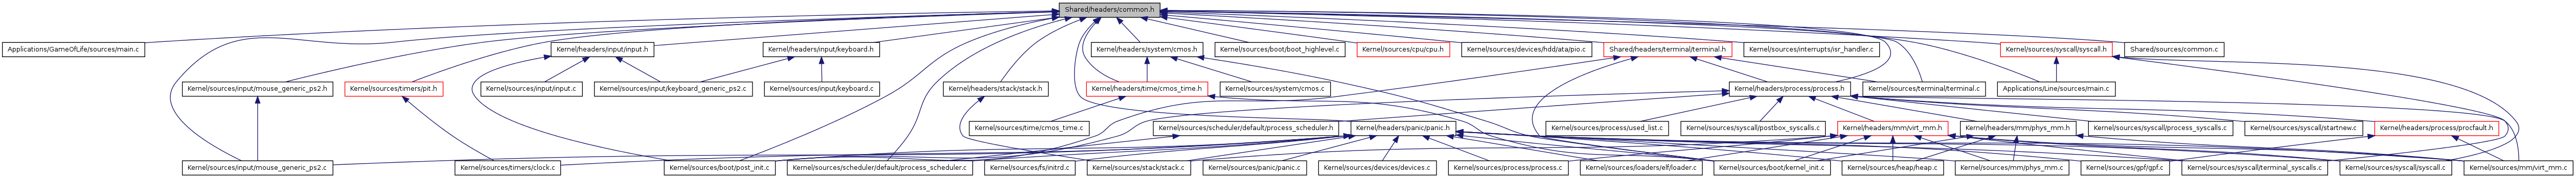 Shared/headers/common.h
Applications/GameOfLife/sources/main.c
Kernel/headers/input/input.h
Kernel/headers/input/keyboard.h
Kernel/headers/system/cmos.h
Kernel/sources/boot/boot_highlevel.c
Kernel/sources/cpu/cpu.h
Kernel/sources/devices/hdd/ata/pio.c
Shared/headers/terminal/terminal.h
Kernel/sources/interrupts/isr_handler.c
Kernel/sources/syscall/syscall.h
Shared/sources/common.c
Kernel/sources/input/mouse_generic_ps2.h
Kernel/sources/timers/pit.h
Kernel/sources/input/input.c
Kernel/sources/input/keyboard_generic_ps2.c
Kernel/sources/input/keyboard.c
Kernel/headers/stack/stack.h
Kernel/headers/time/cmos_time.h
Kernel/sources/system/cmos.c
Kernel/headers/process/process.h
Kernel/sources/terminal/terminal.c
Applications/Line/sources/main.c
Kernel/sources/time/cmos_time.c
Kernel/sources/scheduler/default/process_scheduler.h
Kernel/headers/panic/panic.h
Kernel/sources/process/used_list.c
Kernel/sources/syscall/postbox_syscalls.c
Kernel/headers/mm/virt_mm.h
Kernel/headers/mm/phys_mm.h
Kernel/sources/syscall/process_syscalls.c
Kernel/sources/syscall/startnew.c
Kernel/headers/process/procfault.h
Kernel/sources/input/mouse_generic_ps2.c
Kernel/sources/timers/clock.c
Kernel/sources/boot/post_init.c
Kernel/sources/scheduler/default/process_scheduler.c
Kernel/sources/fs/initrd.c
Kernel/sources/stack/stack.c
Kernel/sources/panic/panic.c
Kernel/sources/devices/devices.c
Kernel/sources/process/process.c
Kernel/sources/loaders/elf/loader.c
Kernel/sources/boot/kernel_init.c
Kernel/sources/heap/heap.c
Kernel/sources/mm/phys_mm.c
Kernel/sources/gpf/gpf.c
Kernel/sources/syscall/terminal_syscalls.c
Kernel/sources/syscall/syscall.c
Kernel/sources/mm/virt_mm.c